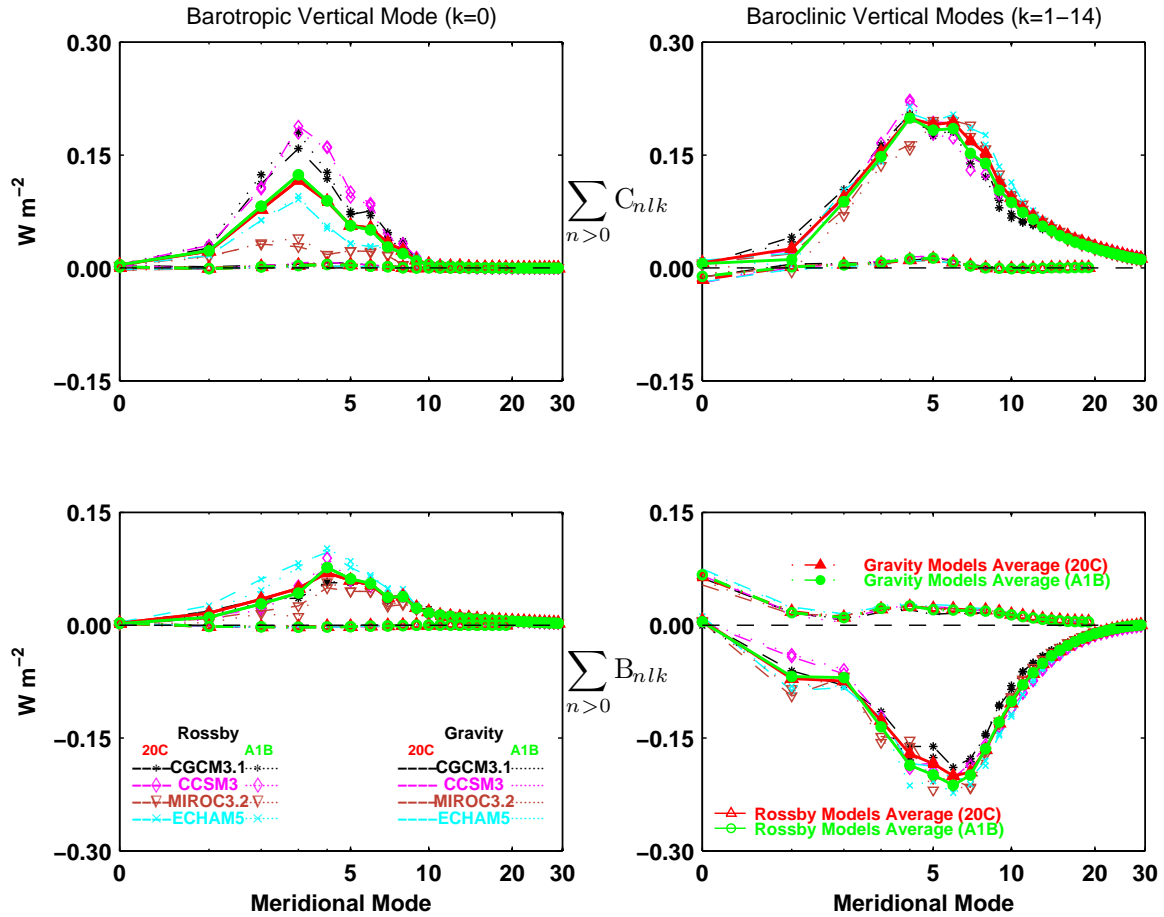 Barotropic Vertical Mode (k=0)
Baroclinic Vertical Modes (k=1−14)
0.30
0.15
0.00
−0.15
W m−2
0 5 10 20 30
∑ n>0 Cnlk
0.30
0.15
0.00
−0.15
0 5 10 20 30
0.15
0.00
−0.15
−0.30
W m−2
Rossby
20C A1B
CGCM3.1
CCSM3
MIROC3.2
ECHAM5
Gravity
20C A1B
CGCM3.1
CCSM3
MIROC3.2
ECHAM5
0 5 10 20 30
Meridional Mode
∑ n>0 Bnlk
0.15
0.00
−0.15
−0.30
Gravity Models Average (20C)
Gravity Models Average (A1B)
Rossby Models Average (20C)
Rossby Models Average (A1B)
0 5 10 20 30
Meridional Mode